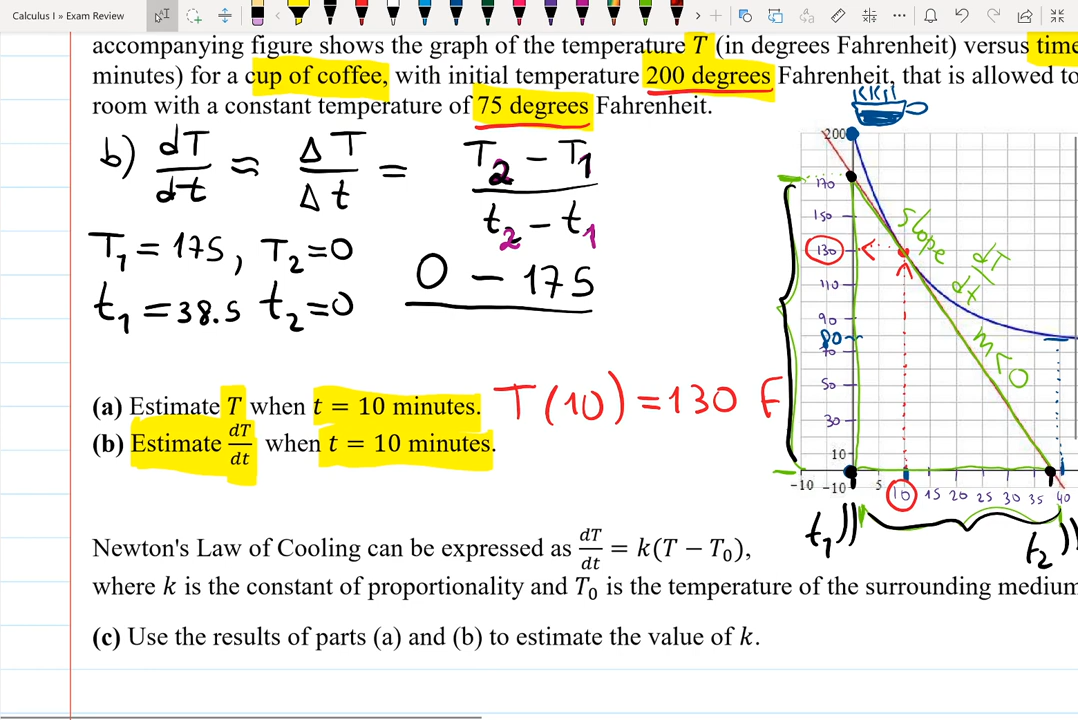 Calculus I » Exam Review
accompanying figure shows the graph of the temperature T (in degrees Fahrenheit) versus time
minutes) for a cup of coffee, with initial temperature 200 degrees Fahrenheit, that is allowed to
room with a constant temperature of 75 degrees Fahrenheit.
b) dT/dt ≈ ΔT/Δt = T2 − T1 / t2 − t1
T1 = 175, T2 = 0
t1 = 38.5 t2 = 0
0 − 175
(a) Estimate T when t = 10 minutes. T(10) = 130 F
(b) Estimate dT/dt when t = 10 minutes.
200
170
150
130
110
90
80
70
50
30
10
-10 -10 5 10 15 20 25 30 35 40
slope dT/dt
m<0
t1 t2
Newton's Law of Cooling can be expressed as dT/dt = k(T − T0),
where k is the constant of proportionality and T0 is the temperature of the surrounding medium
(c) Use the results of parts (a) and (b) to estimate the value of k.